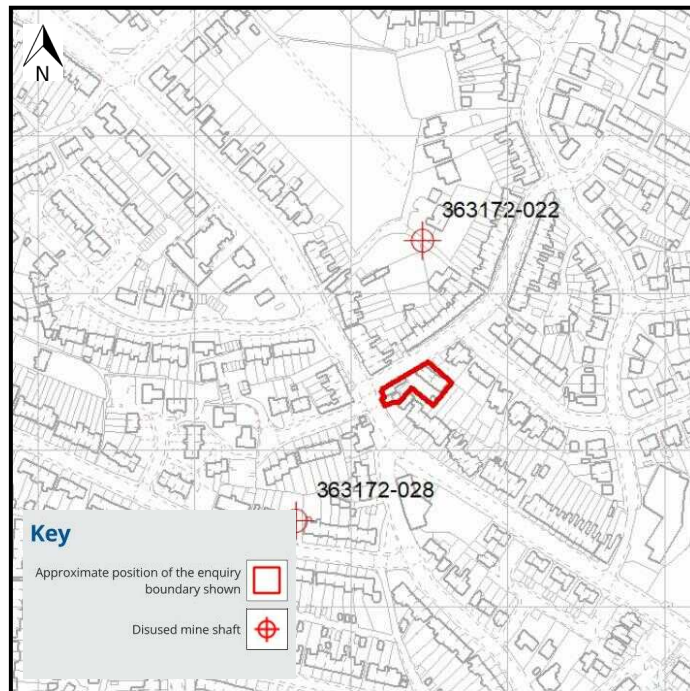 N
363172-022
363172-028
Key
Approximate position of the enquiry
boundary shown
Disused mine shaft